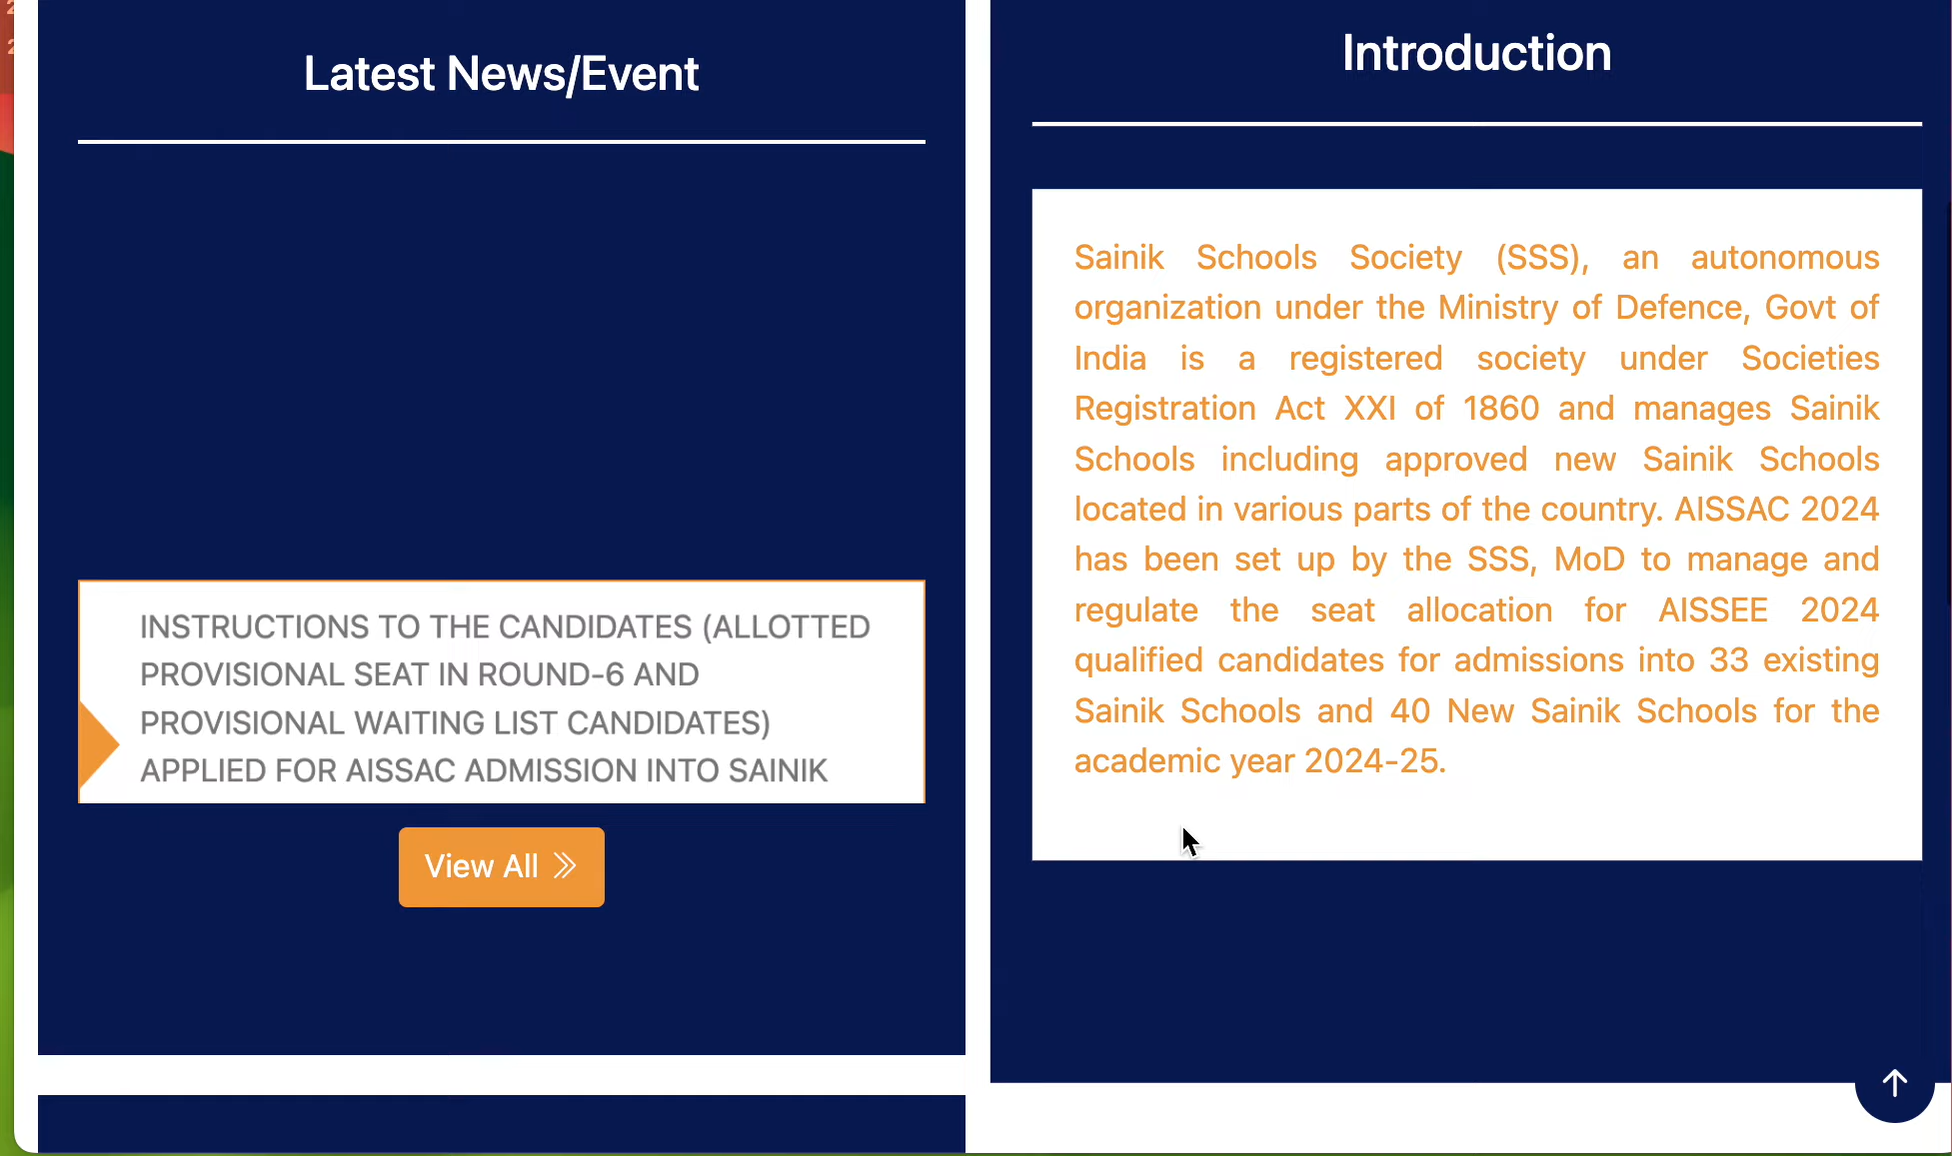 Latest News/Event
INSTRUCTIONS TO THE CANDIDATES (ALLOTTED
PROVISIONAL SEAT IN ROUND-6 AND
PROVISIONAL WAITING LIST CANDIDATES)
APPLIED FOR AISSAC ADMISSION INTO SAINIK
View All
Introduction
Sainik Schools Society (SSS), an autonomous
organization under the Ministry of Defence, Govt of
India is a registered society under Societies
Registration Act XXI of 1860 and manages Sainik
Schools including approved new Sainik Schools
located in various parts of the country. AISSAC 2024
has been set up by the SSS, MoD to manage and
regulate the seat allocation for AISSEE 2024
qualified candidates for admissions into 33 existing
Sainik Schools and 40 New Sainik Schools for the
academic year 2024-25.